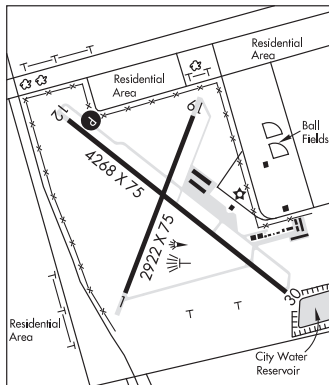 Residential
Area
Residential
Area
12
P
19
Ball
Fields
4268 X 75
2922 X 75
1
30
Residential
Area
City Water
Reservoir